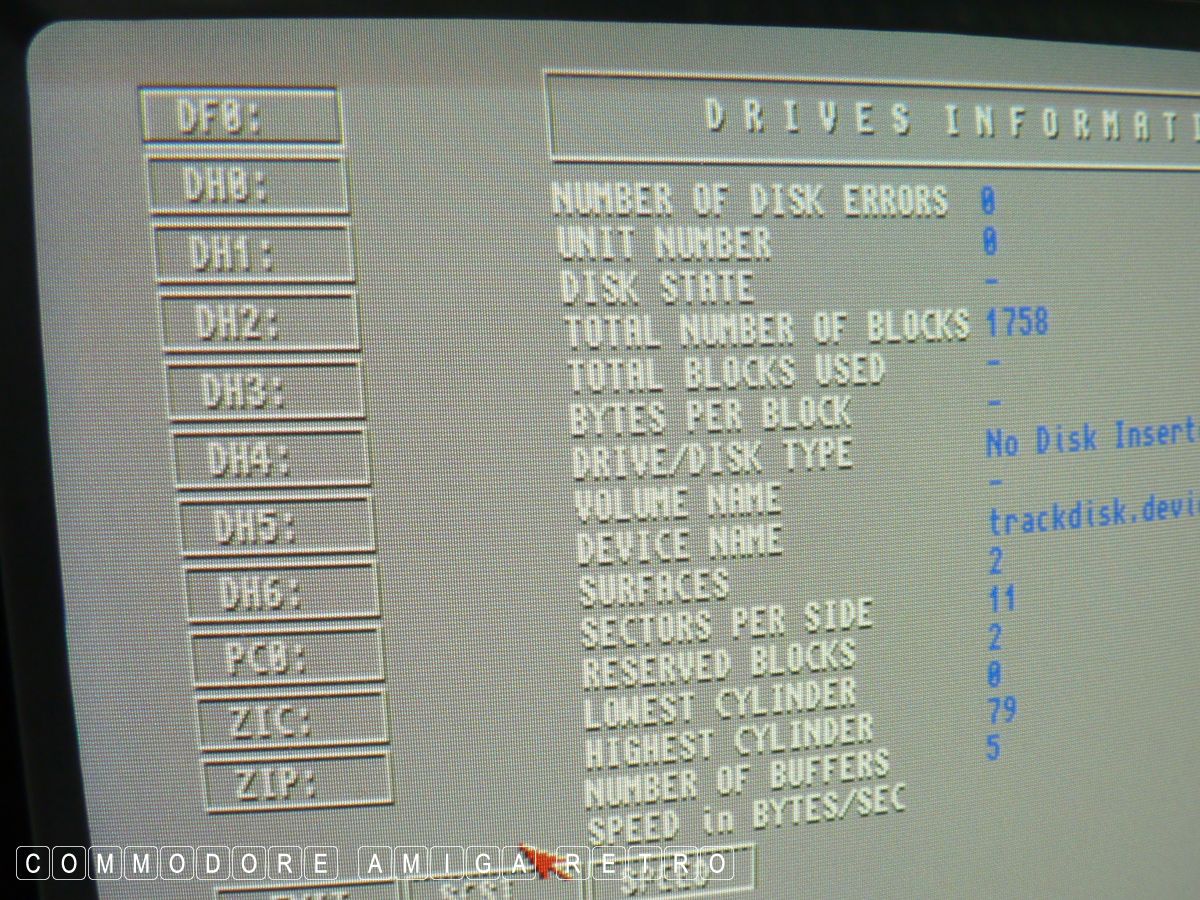 DF0:
DH0:
DH1:
DH2:
DH3:
DH4:
DH5:
DH6:
PC0:
ZIC:
ZIP:
DRIVES INFORMATI
NUMBER OF DISK ERRORS 0
UNIT NUMBER 0
DISK STATE -
TOTAL NUMBER OF BLOCKS 1758
TOTAL BLOCKS USED -
BYTES PER BLOCK -
DRIVE/DISK TYPE No Disk Insert
VOLUME NAME -
DEVICE NAME trackdisk.devi
SURFACES 2
SECTORS PER SIDE 11
RESERVED BLOCKS 2
LOWEST CYLINDER 0
HIGHEST CYLINDER 79
NUMBER OF BUFFERS 5
SPEED in BYTES/SEC
SCSI
SPEED
COMMODORE AMIGA RETRO